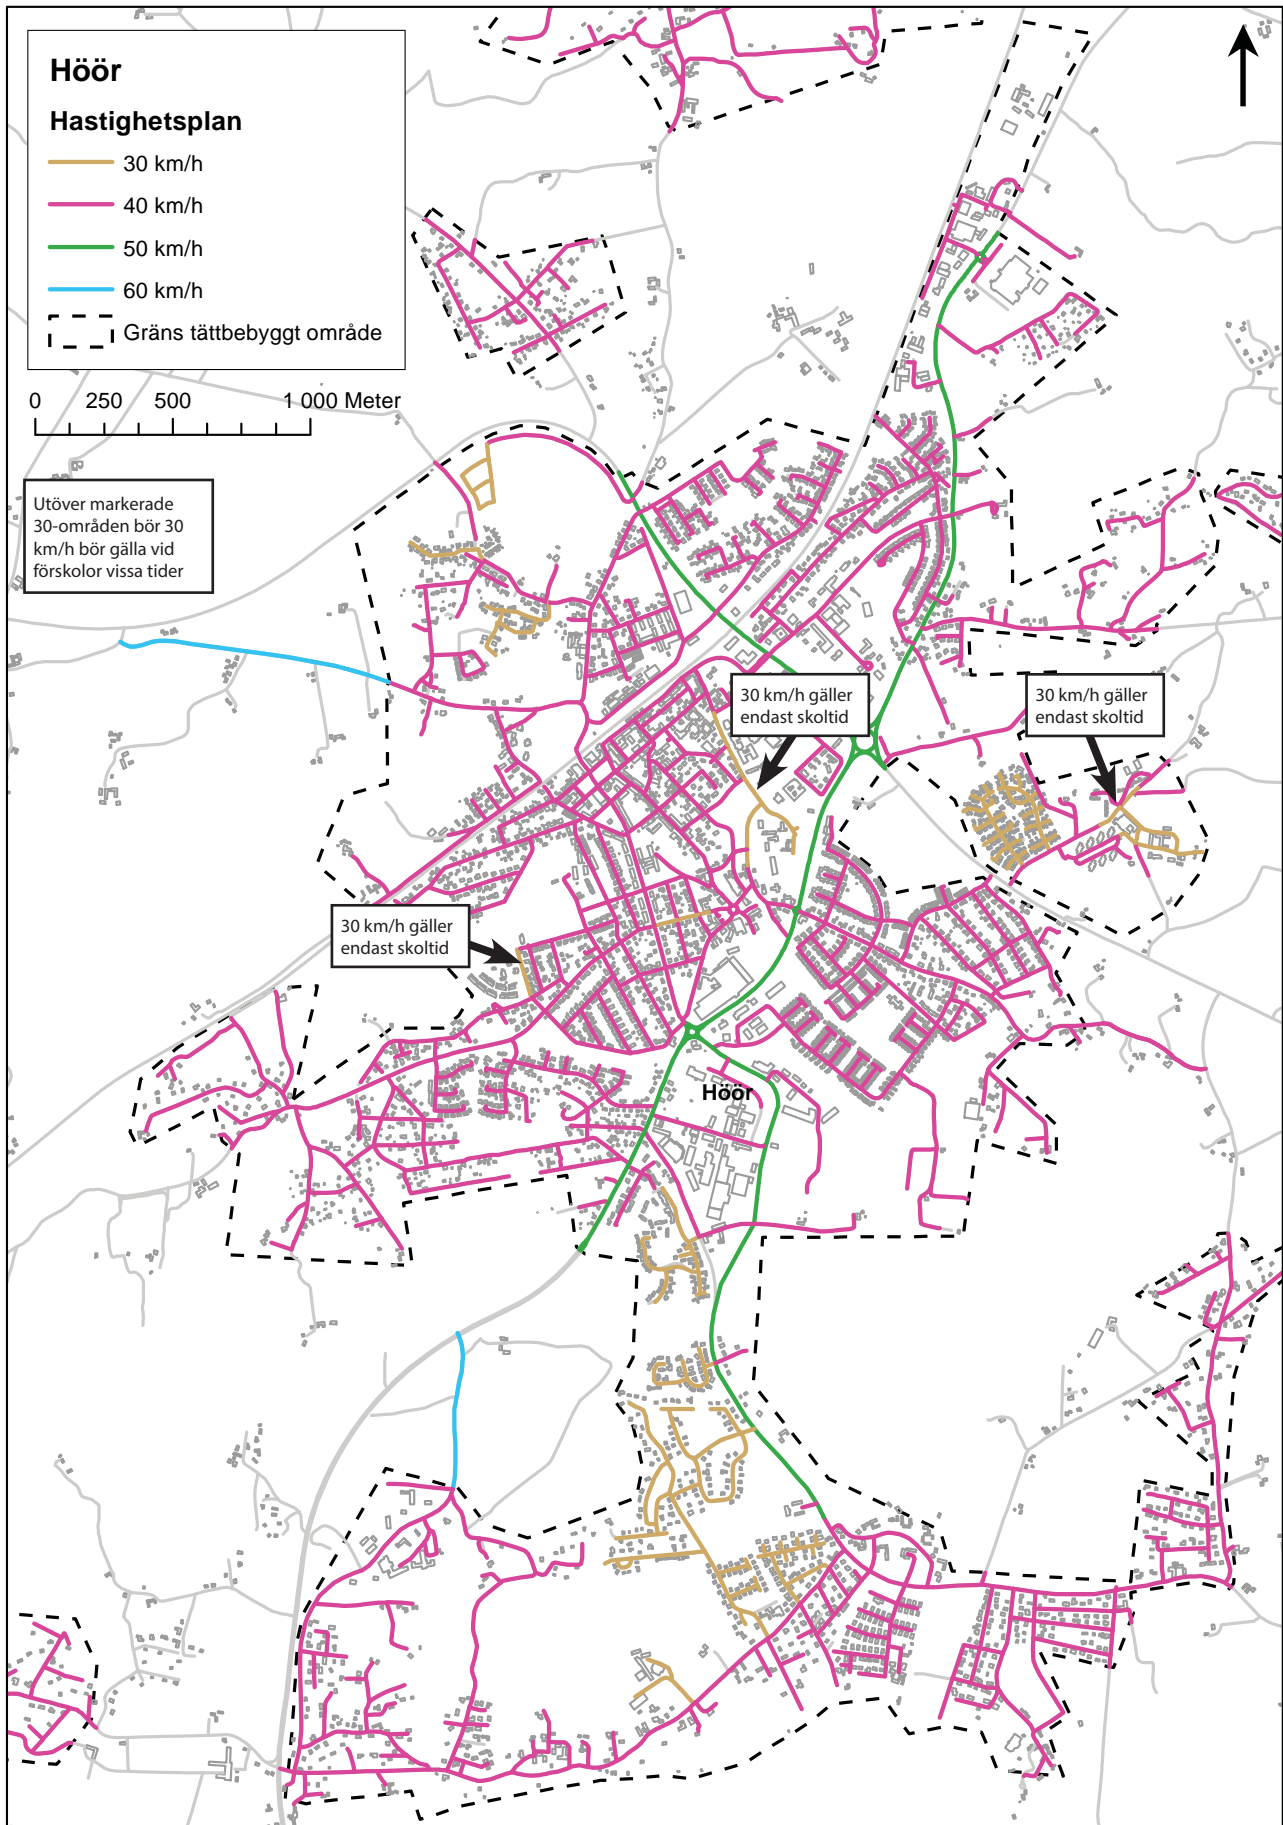 Höör
Hastighetsplan
30 km/h
40 km/h
50 km/h
60 km/h
Gräns tättbebyggt område
0 250 500 1 000 Meter
Utöver markerade
30-områden bör 30
km/h bör gälla vid
förskolor vissa tider
30 km/h gäller
endast skoltid
30 km/h gäller
endast skoltid
30 km/h gäller
endast skoltid
Höör